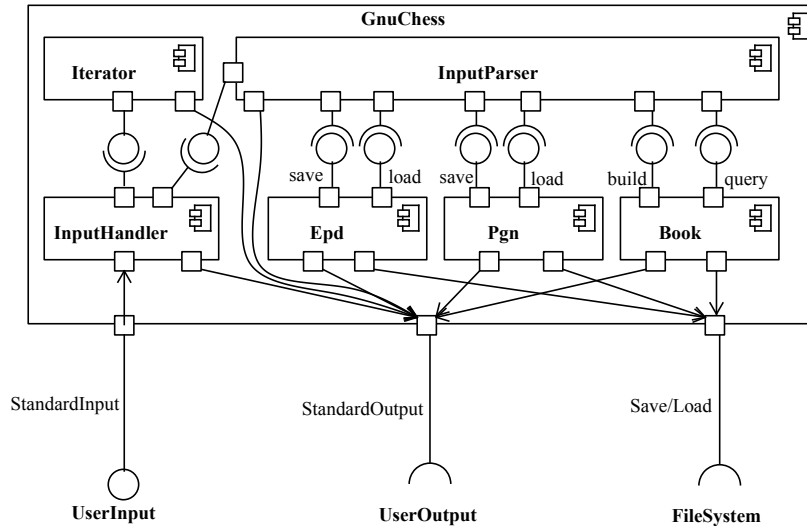 GnuChess
Iterator
InputParser
save
load
save
load
build
query
InputHandler
Epd
Pgn
Book
StandardInput
StandardOutput
Save/Load
UserInput
UserOutput
FileSystem